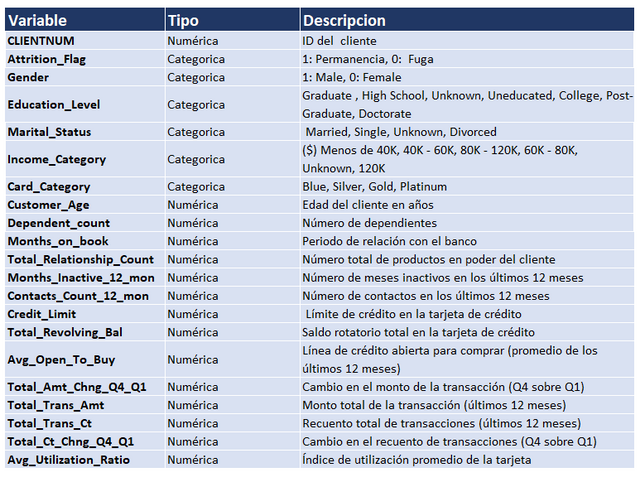 Variable Tipo Descripcion
CLIENTNUM Numérica ID del cliente
Attrition_Flag Categorica 1: Permanencia, 0: Fuga
Gender Categorica 1: Male, 0: Female
Education_Level Categorica Graduate , High School, Unknown, Uneducated, College, Post-
Graduate, Doctorate
Marital_Status Categorica Married, Single, Unknown, Divorced
Income_Category Categorica ($) Menos de 40K, 40K - 60K, 80K - 120K, 60K - 80K,
Unknown, 120K
Card_Category Categorica Blue, Silver, Gold, Platinum
Customer_Age Numérica Edad del cliente en años
Dependent_count Numérica Número de dependientes
Months_on_book Numérica Periodo de relación con el banco
Total_Relationship_Count Numérica Número total de productos en poder del cliente
Months_Inactive_12_mon Numérica Número de meses inactivos en los últimos 12 meses
Contacts_Count_12_mon Numérica Número de contactos en los últimos 12 meses
Credit_Limit Numérica Límite de crédito en la tarjeta de crédito
Total_Revolving_Bal Numérica Saldo rotatorio total en la tarjeta de crédito
Avg_Open_To_Buy Numérica Línea de crédito abierta para comprar (promedio de los
últimos 12 meses)
Total_Amt_Chng_Q4_Q1 Numérica Cambio en el monto de la transacción (Q4 sobre Q1)
Total_Trans_Amt Numérica Monto total de la transacción (últimos 12 meses)
Total_Trans_Ct Numérica Recuento total de transacciones (últimos 12 meses)
Total_Ct_Chng_Q4_Q1 Numérica Cambio en el recuento de transacciones (Q4 sobre Q1)
Avg_Utilization_Ratio Numérica Índice de utilización promedio de la tarjeta